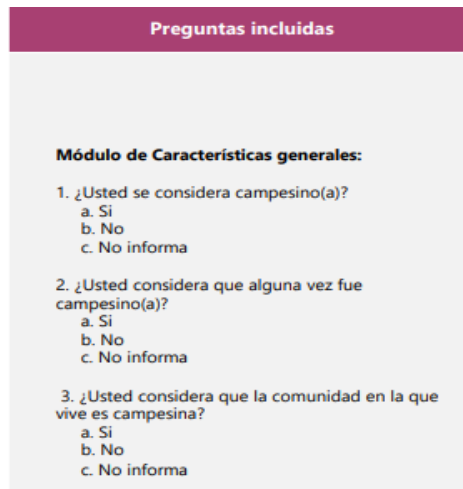 Preguntas incluidas
Módulo de Características generales:
1. ¿Usted se considera campesino(a)?
a. Si
b. No
c. No informa
2. ¿Usted considera que alguna vez fue
campesino(a)?
a. Si
b. No
c. No informa
3. ¿Usted considera que la comunidad en la que
vive es campesina?
a. Si
b. No
c. No informa